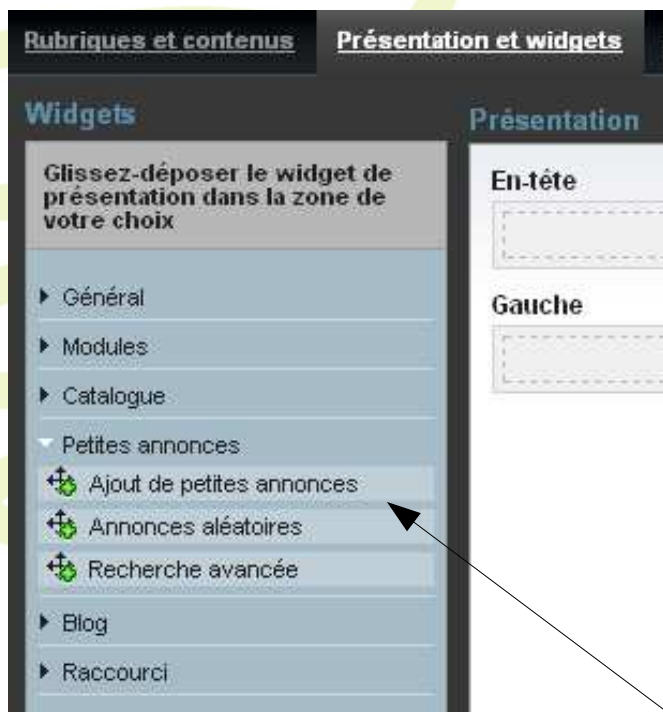 Rubriques et contenus
Présentation et widgets
Widgets
Présentation
Glissez-déposer le widget de
présentation dans la zone de
votre choix
En-tête
Général
Gauche
Modules
Catalogue
Petites annonces
Ajout de petites annonces
Annonces aléatoires
Recherche avancée
Blog
Raccourci